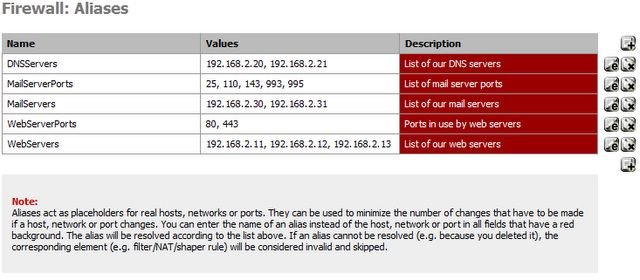 Firewall: Aliases
Name Values Description
DNSServers 192.168.2.20, 192.168.2.21 List of our DNS servers
MailServerPorts 25, 110, 143, 993, 995 List of mail server ports
MailServers 192.168.2.30, 192.168.2.31 List of our mail servers
WebServerPorts 80, 443 Ports in use by web servers
WebServers 192.168.2.11, 192.168.2.12, 192.168.2.13 List of our web servers
Note:
Aliases act as placeholders for real hosts, networks or ports. They can be used to minimize the number of changes that have to be made
if a host, network or port changes. You can enter the name of an alias instead of the host, network or port in all fields that have a red
background. The alias will be resolved according to the list above. If an alias cannot be resolved (e.g. because you deleted it), the
corresponding element (e.g. filter/NAT/shaper rule) will be considered invalid and skipped.